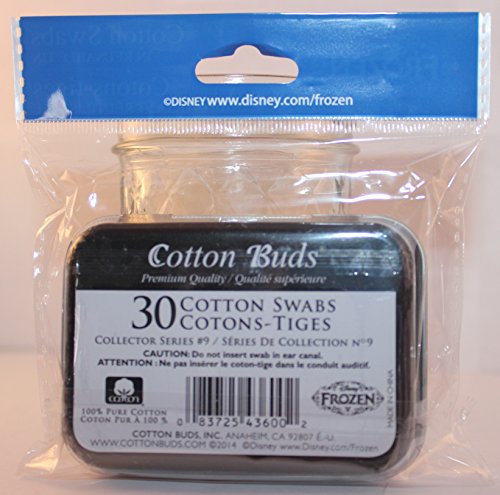 ©DISNEY www.disney.com/frozen
Cotton Buds
Premium Quality / Qualité supérieure
30 COTTON SWABS
COTONS-TIGES
COLLECTOR SERIES #9 / SÉRIES DE COLLECTION Nº9
CAUTION: Do not insert swab in ear canal.
ATTENTION : Ne pas insérer le coton-tige dans le conduit auditif.
COTTON
100% PURE COTTON
COTON PUR À 100 %
0 83725 43600 2
Disney
FROZEN
MADE IN CHINA
COTTON BUDS, INC. ANAHEIM, CA 92807 É.-U.
WWW.COTTONBUDS.COM ©2014 ©Disney www.disney.com/Frozen